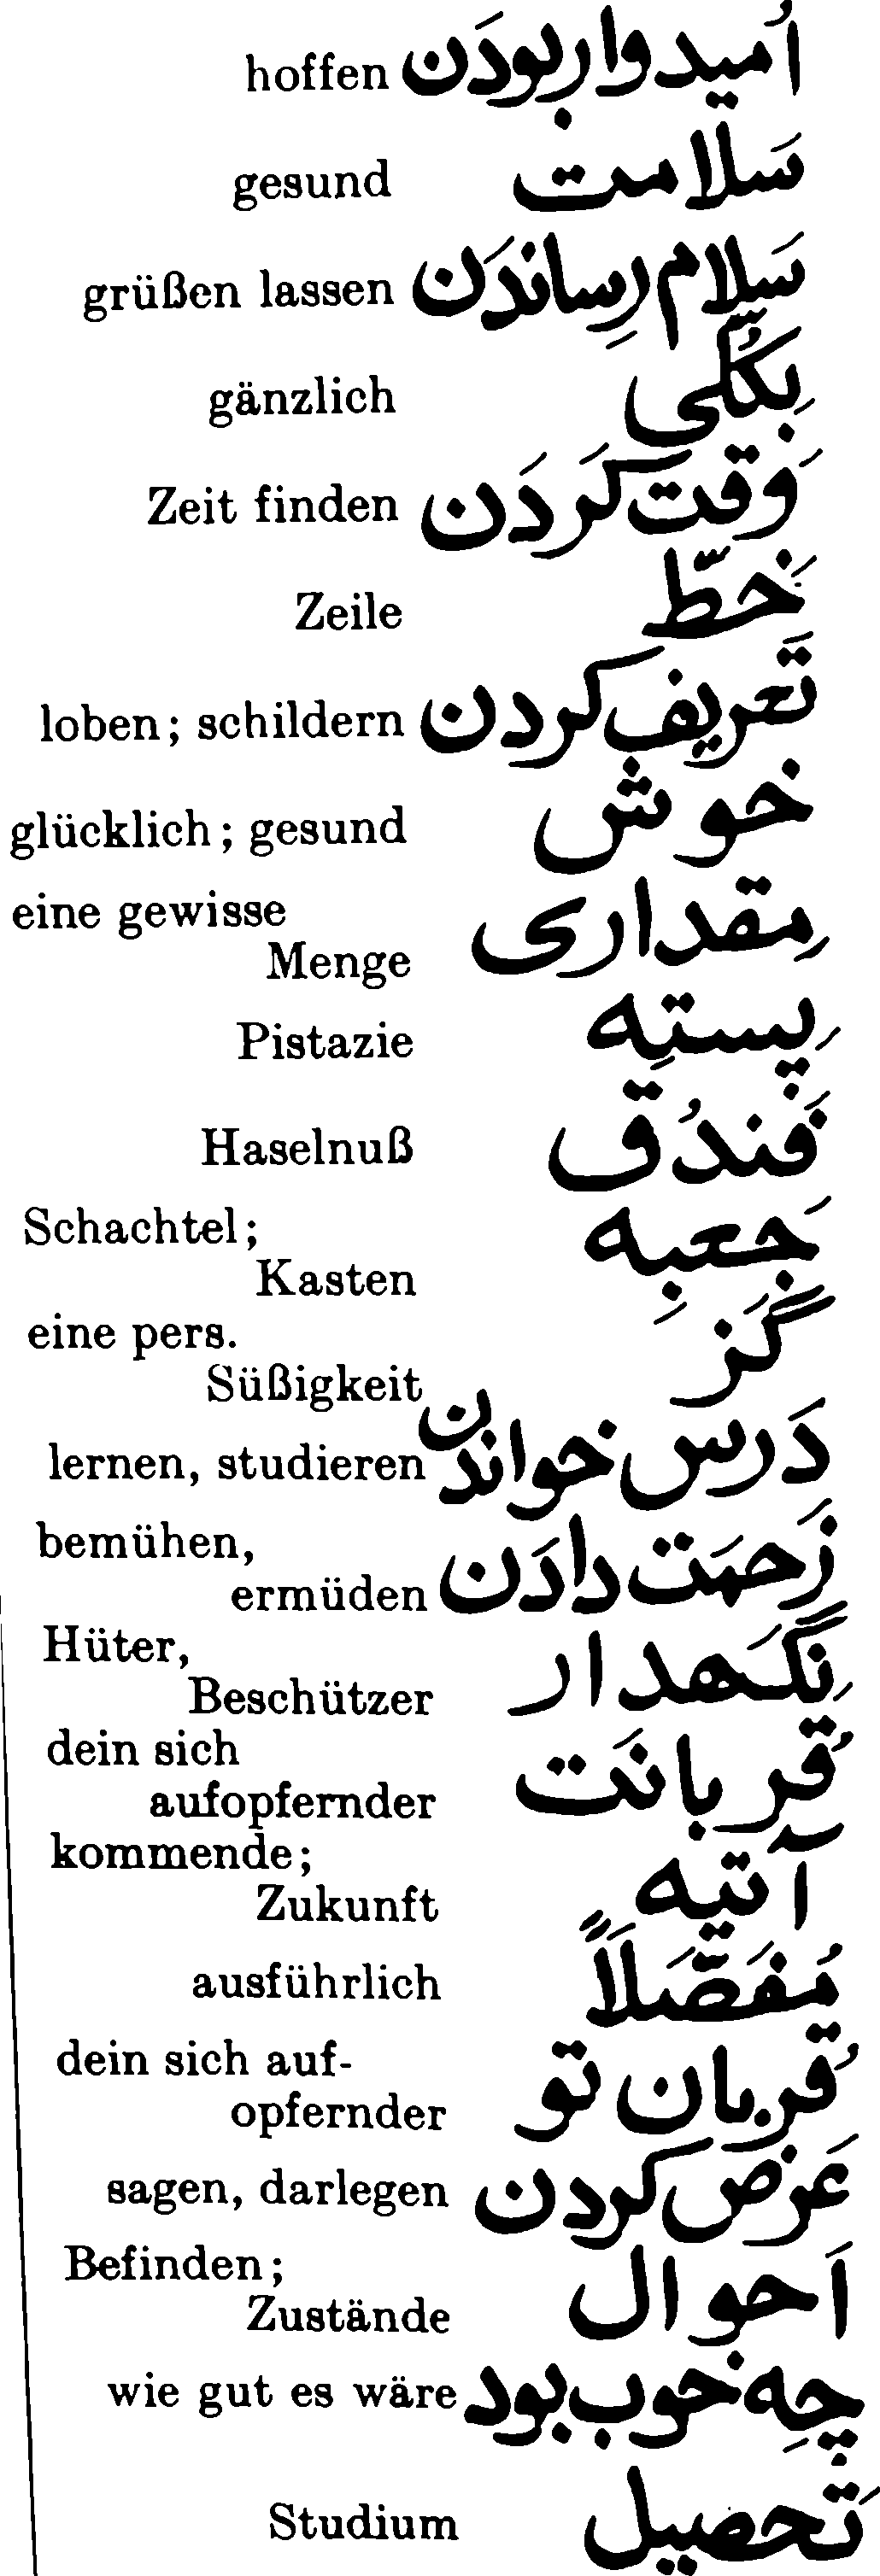 hoffen اُمیدوار بودَن
gesund سَلامت
grüßen lassen سَلام رِساندَن
gänzlich بِکُلّی
Zeit finden وَقت کَردَن
Zeile خَطّ
loben; schildern تَعریف کردن
glücklich; gesund خوش
eine gewisse
Menge مِقداری
Pistazie پِستِه
Haselnuß فَندُق
Schachtel;
Kasten جَعبِه
eine pers.
Süßigkeit گَز
lernen, studieren دَرس خواندن
bemühen,
ermüden زَحمَت دادَن
Hüter,
Beschützer نِگَهدار
dein sich
aufopfernder قُربانَت
kommende;
Zukunft آتیه
ausführlich مُفَصَّلاً
dein sich auf-
opfernder قُربان تو
sagen, darlegen عَرض کردن
Befinden;
Zustände اَحوال
wie gut es wäre چِه خوب بود
Studium تَحصیل